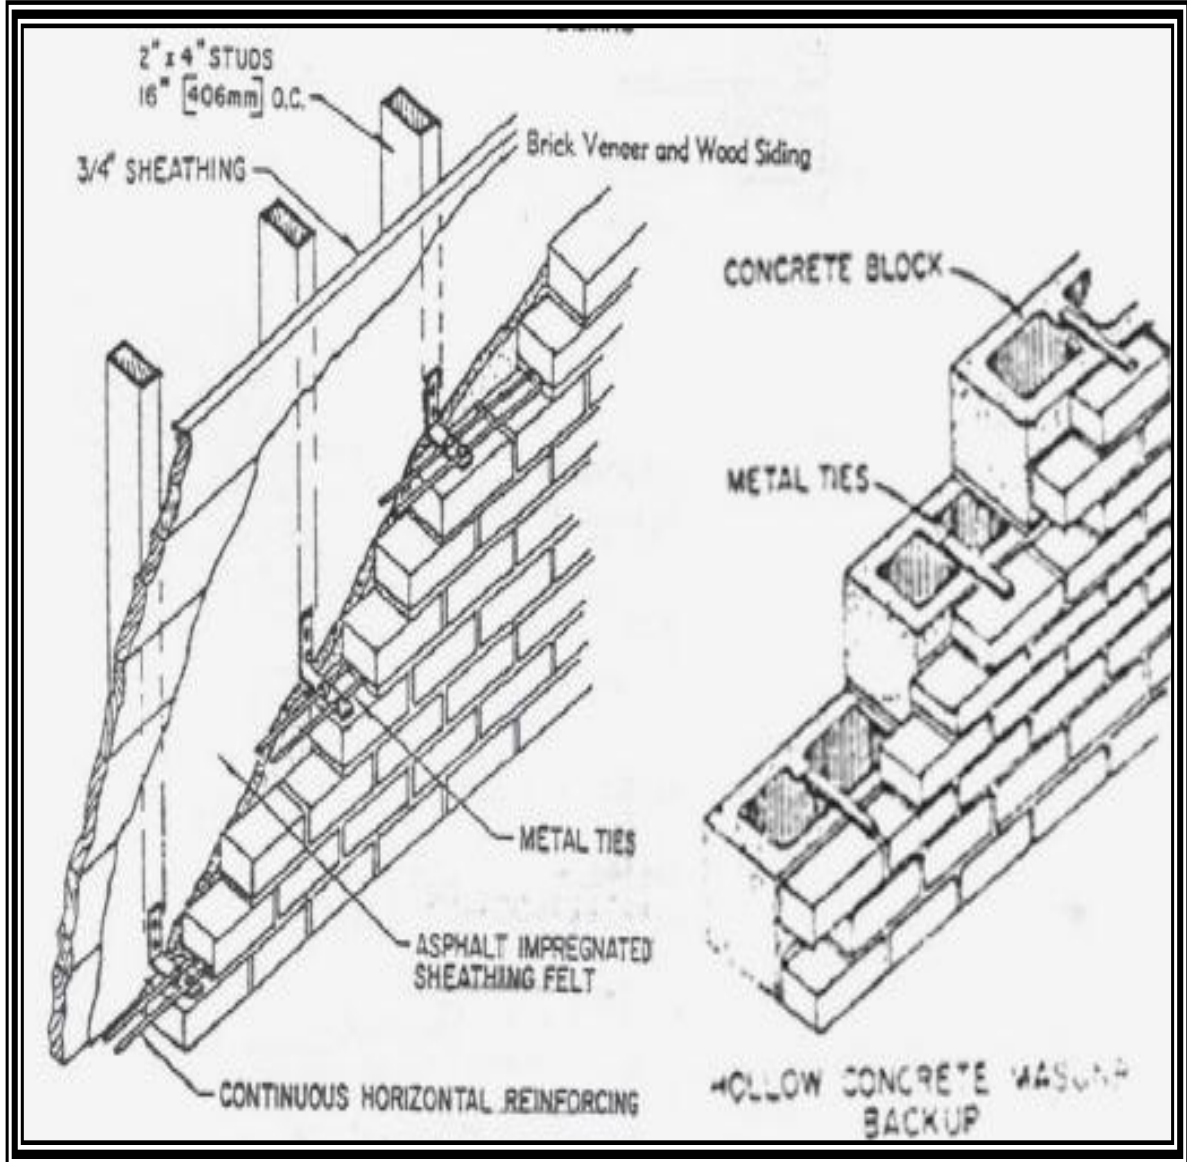 2" x 4" STUDS
16" [406mm] O.C.
3/4" SHEATHING
Brick Veneer and Wood Siding
CONCRETE BLOCK
METAL TIES
METAL TIES
ASPHALT IMPREGNATED
SHEATHING FELT
CONTINUOUS HORIZONTAL REINFORCING
HOLLOW CONCRETE
BACKUP